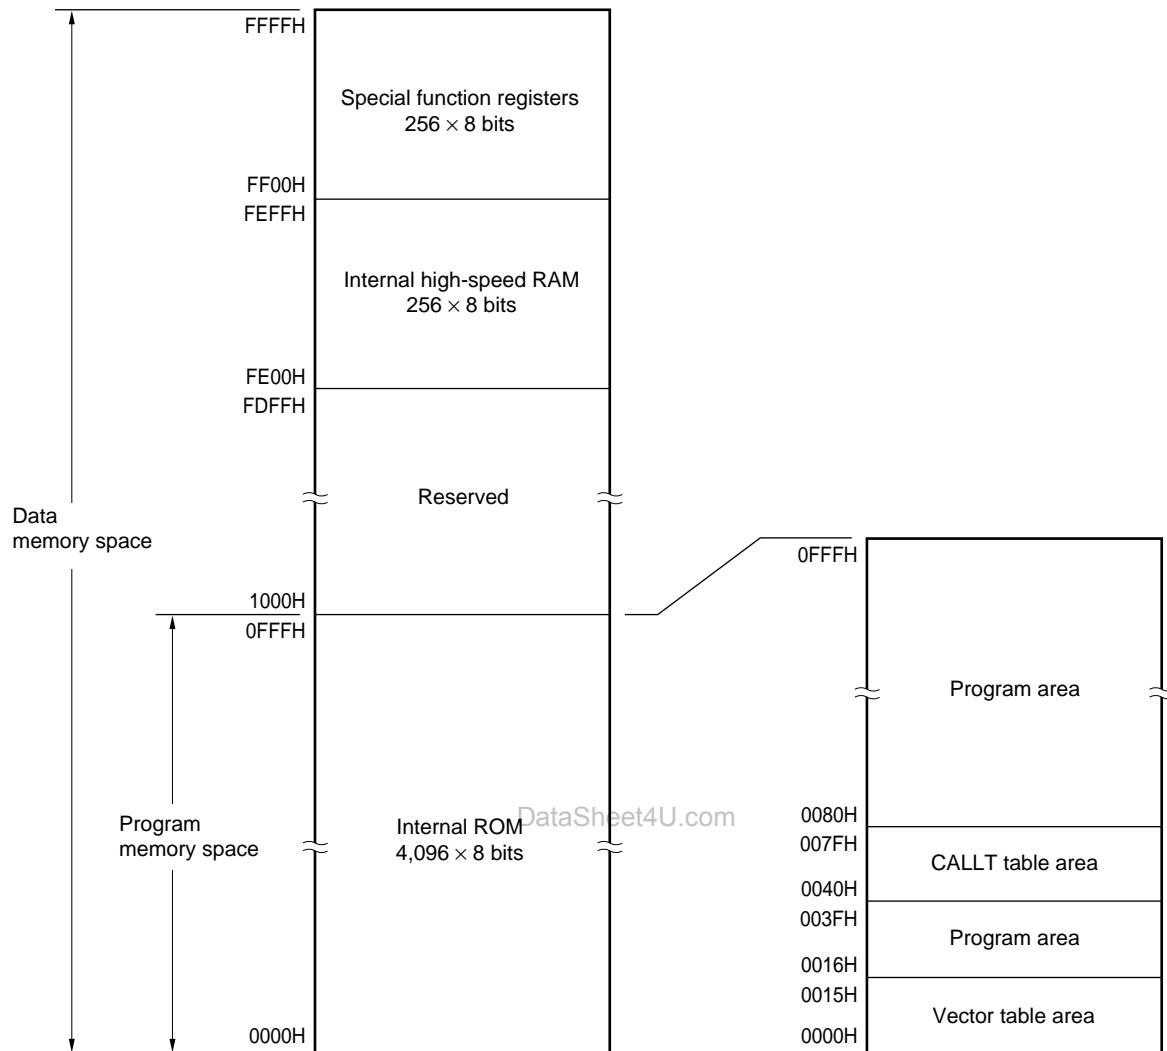 FFFFH
Special function registers
256 × 8 bits
FF00H
FEFFH
Internal high-speed RAM
256 × 8 bits
FE00H
FDFFH
Reserved
Data
memory space
1000H
0FFFH
Program
memory space
Internal ROM
4,096 × 8 bits
0000H
DataSheet4U.com
0FFFH
Program area
0080H
007FH
CALLT table area
0040H
003FH
Program area
0016H
0015H
Vector table area
0000H